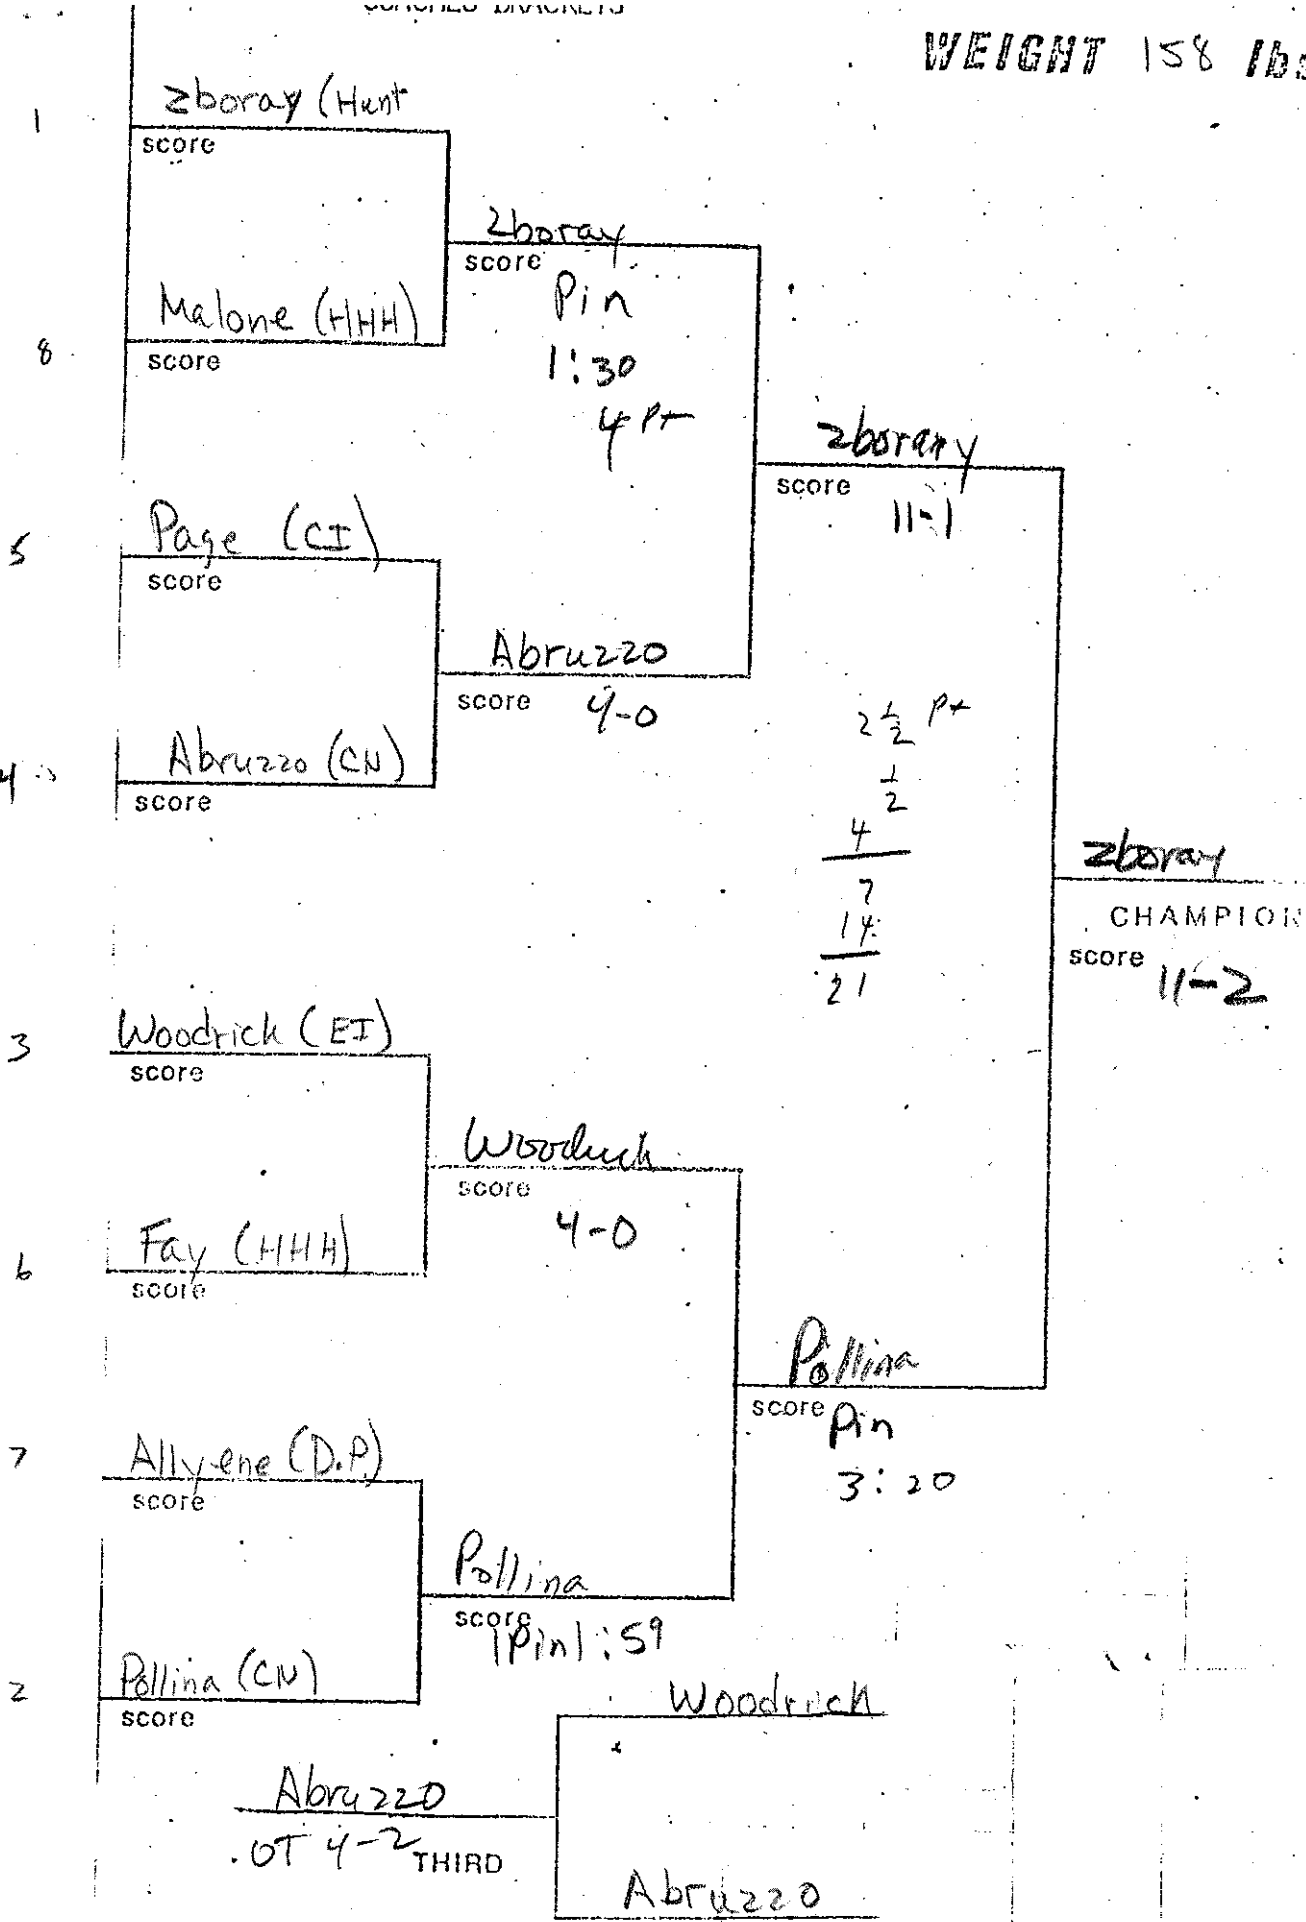 COACHES BRACKETS
WEIGHT 158 lbs
1
Zboray (Hunt
score
Zboray
score
Pin
1:30
4 Pt
Malone (HHH)
8
score
Zborany
score
11-1
Page (CI)
5
score
Abruzzo
score
4-0
2 1/2 Pt
1/2
4
7
14
21
Abruzzo (CN)
4
score
Zboray
CHAMPION
score
11-2
Woodrick (EI)
3
score
Woodrick
score
4-0
Fay (HHH)
6
score
Pollina
score
Pin
3:20
Allyene (D.P.)
7
score
Pollina
score
Pin 1:59
Pollina (CN)
2
score
Woodrick
Abruzzo
OT 4-2
THIRD
Abruzzo